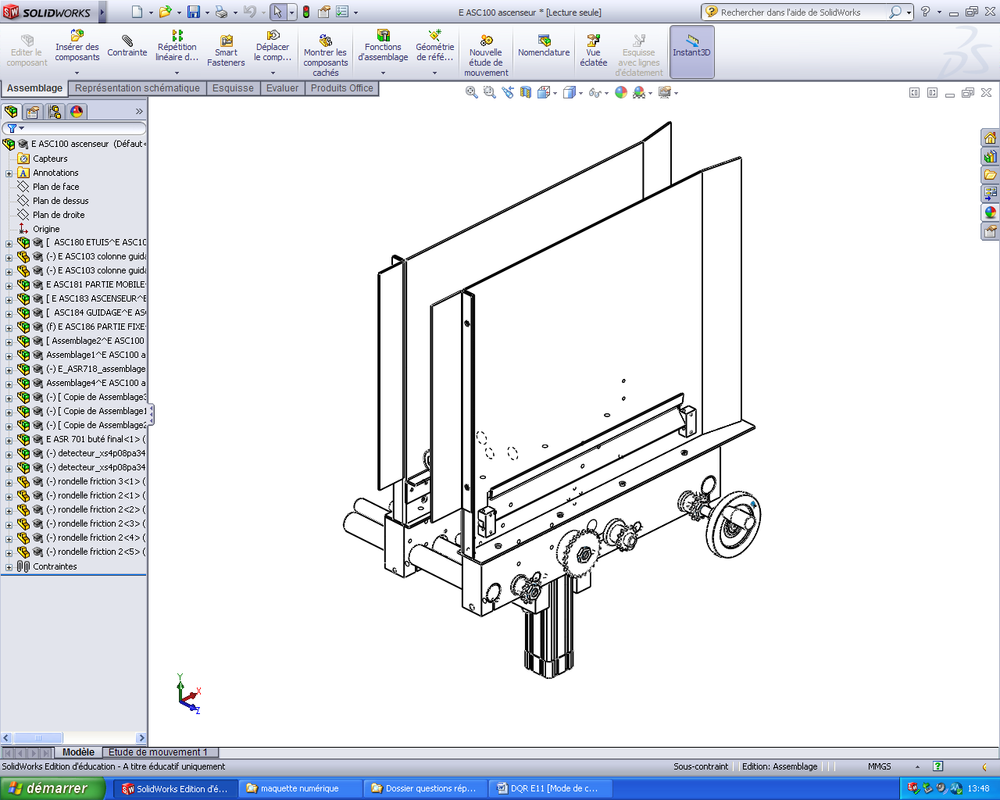 SOLIDWORKS
E ASC100 ascenseur * [Lecture seule]
Rechercher dans l'aide de SolidWorks
Editer le composant
Insérer des composants
Contrainte
Répétition linéaire d...
Smart Fasteners
Déplacer le comp...
Montrer les composants cachés
Fonctions d'assemblage
Géométrie de réfé...
Nouvelle étude de mouvement
Nomenclature
Vue éclatée
Esquisse avec lignes d'éclatement
Instant3D
Assemblage
Représentation schématique
Esquisse
Evaluer
Produits Office
E ASC100 ascenseur (Défaut<
Capteurs
Annotations
Plan de face
Plan de dessus
Plan de droite
Origine
[ ASC180 ETUIS^E ASC10
(-) E ASC103 colonne guida
(-) E ASC103 colonne guida
E ASC181 PARTIE MOBILE
[ E ASC183 ASCENSEUR^E
[ ASC184 GUIDAGE^E AS
(f) E ASC186 PARTIE FIXE
[ Assemblage2^E ASC100
Assemblage1^E ASC100 a
(-) E_ASR718_assemblage
Assemblage4^E ASC100 a
(-) [ Copie de Assemblage3
(-) [ Copie de Assemblage1
(-) [ Copie de Assemblage2
E ASR 701 buté final<1> (
(-) detecteur_xs4p08pa34
(-) detecteur_xs4p08pa34
(-) rondelle friction 3<1> (
(-) rondelle friction 2<1> (
(-) rondelle friction 2<2> (
(-) rondelle friction 2<3> (
(-) rondelle friction 2<4> (
(-) rondelle friction 2<5> (
Contraintes
Y
X
Z
Modèle
Etude de mouvement 1
SolidWorks Edition d'éducation - A titre éducatif uniquement
Sous-contraint
Edition: Assemblage
MMGS
démarrer
SolidWorks Edition d'é...
maquette numérique
Dossier questions rép...
DQR E11 [Mode de c...
13:48